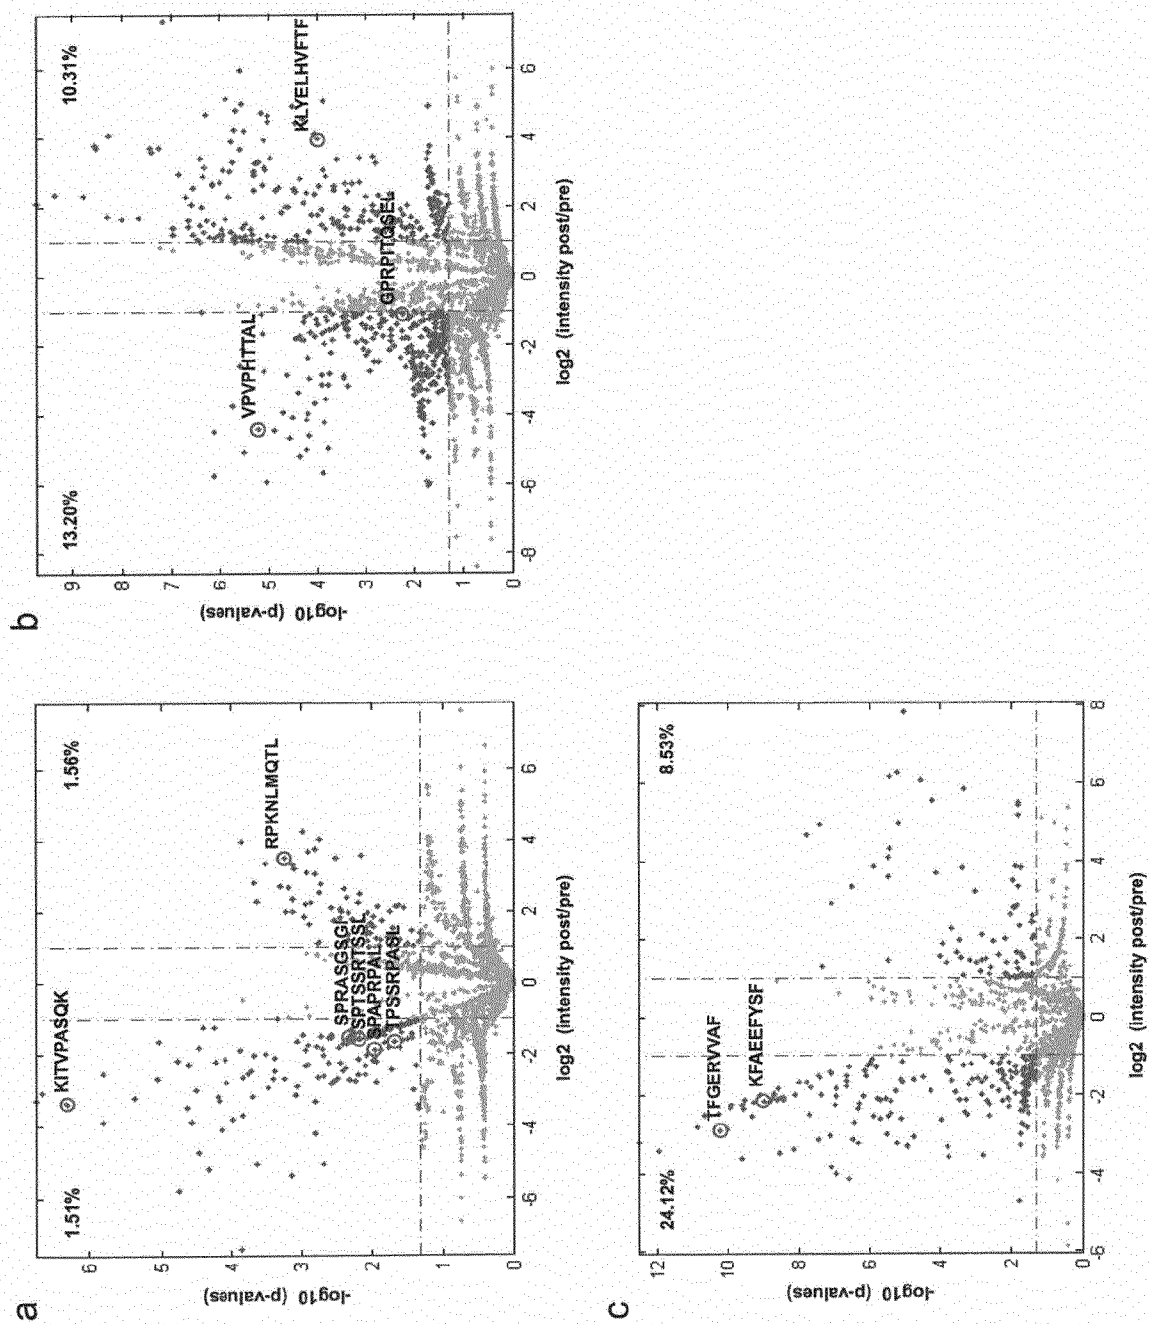 a
1.51%
1.56%
KITVPASQK
RPKNLMQTL
SPRASGSGI
SPTSSRTSSL
SPAPRPAL
TPSSRPASL
-log10 (p-values)
6
5
4
3
2
1
0
-6
-4
-2
0
2
4
6
log2 (intensity post/pre)
b
13.20%
10.31%
VPVPHTTAL
GPRPITQSEL
KLYELHVFTF
-log10 (p-values)
9
8
7
6
5
4
3
2
1
0
-8
-6
-4
-2
0
2
4
6
log2 (intensity post/pre)
c
24.12%
8.53%
TFGERVVAF
KFAEEFYSF
-log10 (p-values)
12
10
8
6
4
2
0
-6
-4
-2
0
2
4
6
8
log2 (intensity post/pre)